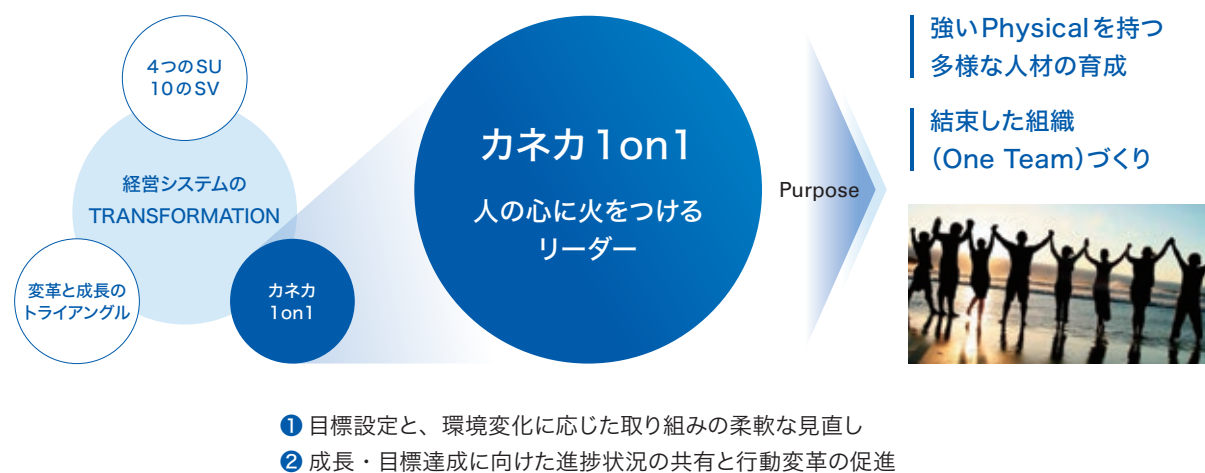 4つのSU
10のSV
経営システムの
TRANSFORMATION
変革と成長の
トライアングル
カネカ
1on1
カネカ 1on1
人の心に火をつける
リーダー
Purpose
強いPhysicalを持つ
多様な人材の育成
結束した組織
（One Team）づくり
❶ 目標設定と、環境変化に応じた取り組みの柔軟な見直し
❷ 成長・目標達成に向けた進捗状況の共有と行動変革の促進